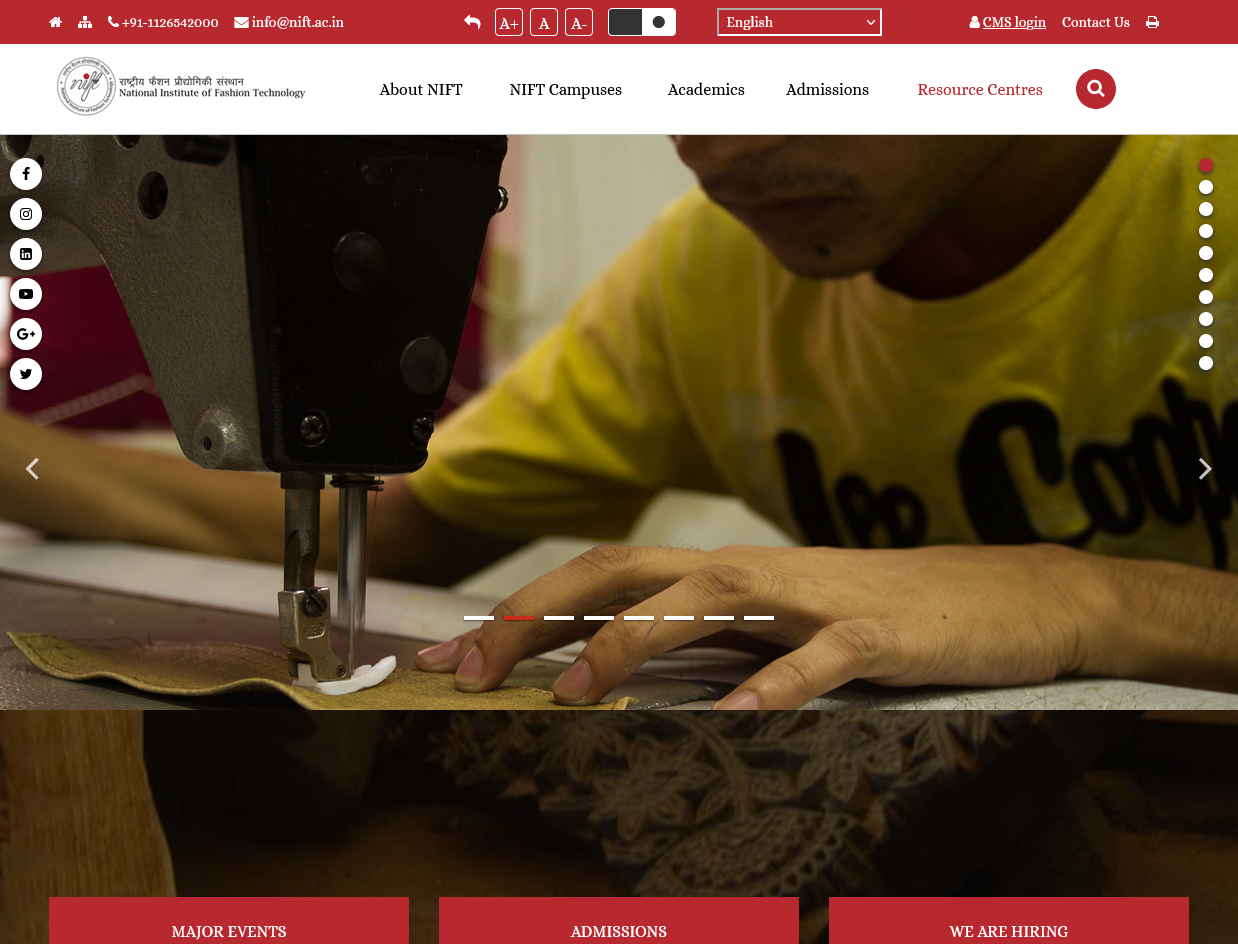 +91-1126542000
info@nift.ac.in
A+
A
A-
English
CMS login
Contact Us
nift
राष्ट्रीय फैशन प्रौद्योगिकी संस्थान
National Institute of Fashion Technology
About NIFT
NIFT Campuses
Academics
Admissions
Resource Centres
G+
MAJOR EVENTS
ADMISSIONS
WE ARE HIRING